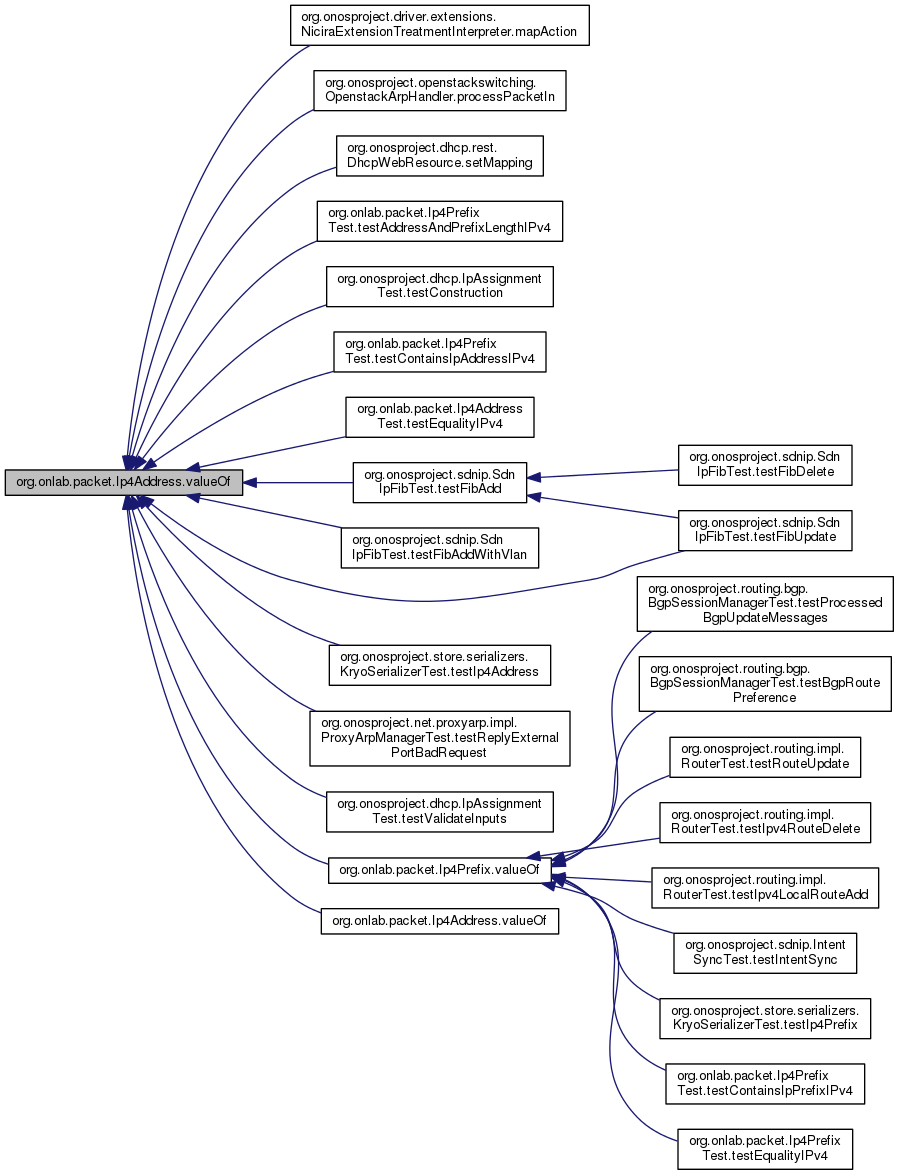 org.onosproject.driver.extensions.
NiciraExtensionTreatmentInterpreter.mapAction
org.onosproject.openstackswitching.
OpenstackArpHandler.processPacketIn
org.onosproject.dhcp.rest.
DhcpWebResource.setMapping
org.onlab.packet.Ip4Prefix
Test.testAddressAndPrefixLengthIPv4
org.onosproject.dhcp.IpAssignment
Test.testConstruction
org.onlab.packet.Ip4Prefix
Test.testContainsIpAddressIPv4
org.onlab.packet.Ip4Address
Test.testEqualityIPv4
org.onlab.packet.Ip4Address.valueOf
org.onosproject.sdnip.Sdn
IpFibTest.testFibAdd
org.onosproject.sdnip.Sdn
IpFibTest.testFibDelete
org.onosproject.sdnip.Sdn
IpFibTest.testFibUpdate
org.onosproject.sdnip.Sdn
IpFibTest.testFibAddWithVlan
org.onosproject.store.serializers.
KryoSerializerTest.testIp4Address
org.onosproject.net.proxyarp.impl.
ProxyArpManagerTest.testReplyExternal
PortBadRequest
org.onosproject.dhcp.IpAssignment
Test.testValidateInputs
org.onlab.packet.Ip4Prefix.valueOf
org.onlab.packet.Ip4Address.valueOf
org.onosproject.routing.bgp.
BgpSessionManagerTest.testProcessed
BgpUpdateMessages
org.onosproject.routing.bgp.
BgpSessionManagerTest.testBgpRoute
Preference
org.onosproject.routing.impl.
RouterTest.testRouteUpdate
org.onosproject.routing.impl.
RouterTest.testIpv4RouteDelete
org.onosproject.routing.impl.
RouterTest.testIpv4LocalRouteAdd
org.onosproject.sdnip.Intent
SyncTest.testIntentSync
org.onosproject.store.serializers.
KryoSerializerTest.testIp4Prefix
org.onlab.packet.Ip4Prefix
Test.testContainsIpPrefixIPv4
org.onlab.packet.Ip4Prefix
Test.testEqualityIPv4